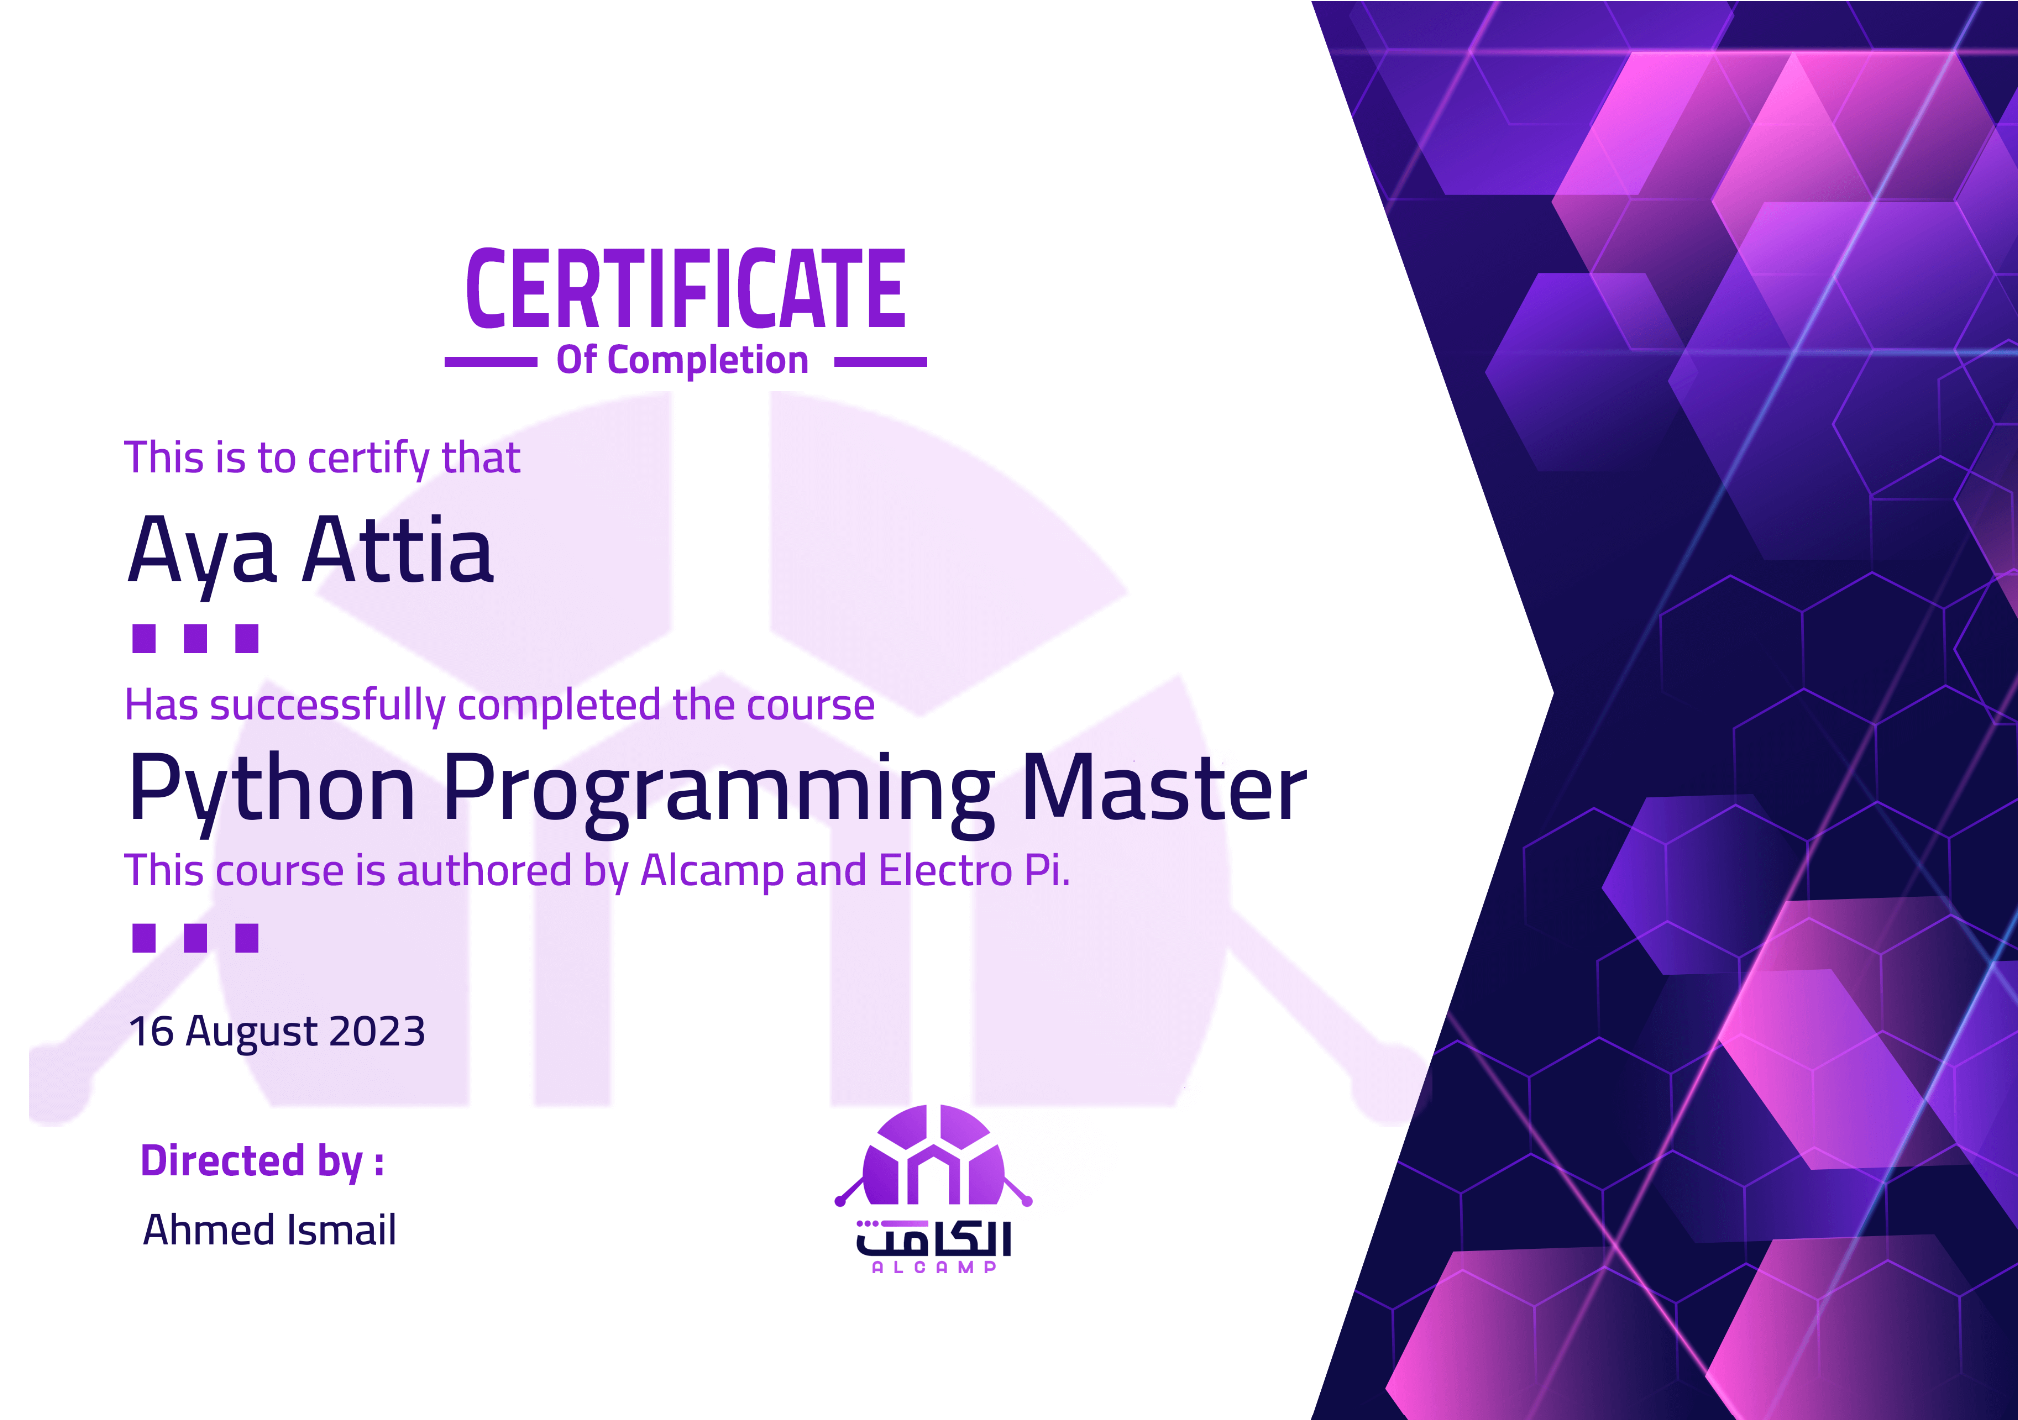 CERTIFICATE
Of Completion
This is to certify that
Aya Attia
Has successfully completed the course
Python Programming Master
This course is authored by Alcamp and Electro Pi.
16 August 2023
Directed by :
Ahmed Ismail
الكامت
ALCAMP